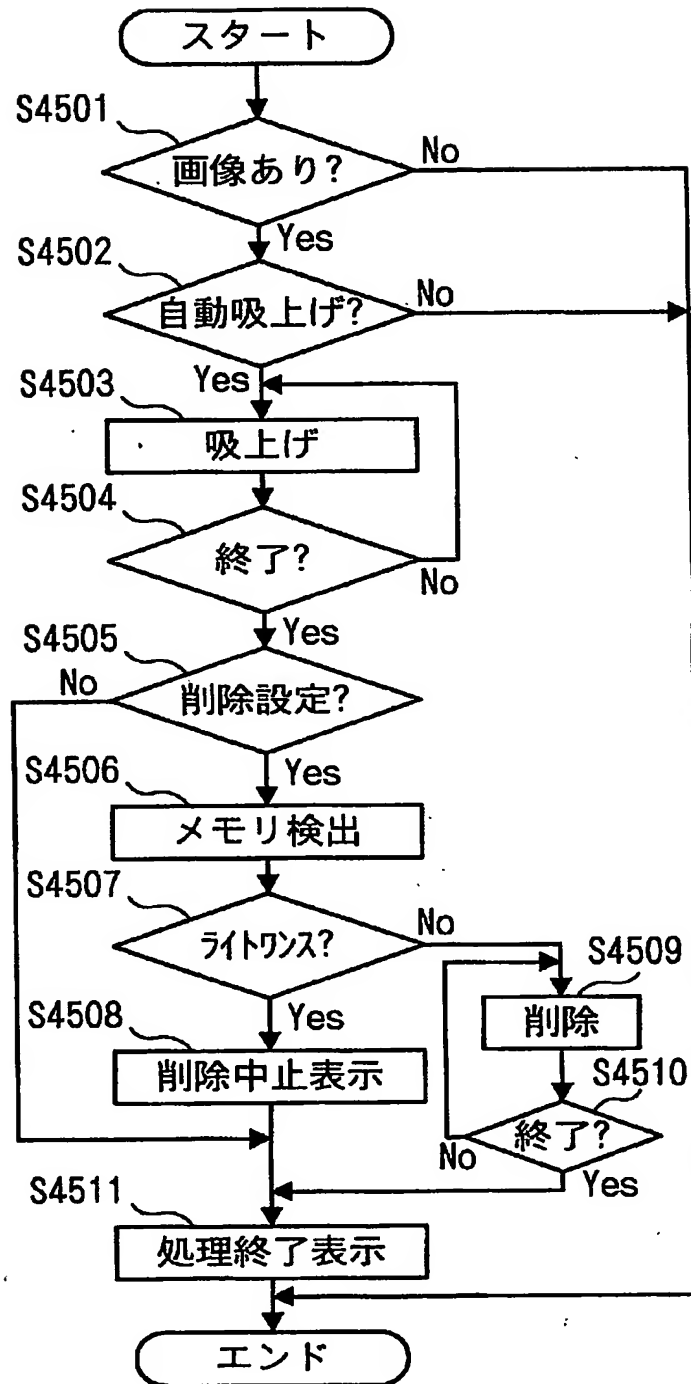 スタート
S4501
画像あり?
No
Yes
S4502
自動吸上げ?
No
Yes
S4503
吸上げ
S4504
終了?
No
Yes
S4505
No
削除設定?
Yes
S4506
メモリ検出
S4507
ライトワンス?
No
Yes
S4509
削除
S4508
削除中止表示
S4510
終了?
No
Yes
S4511
処理終了表示
エンド